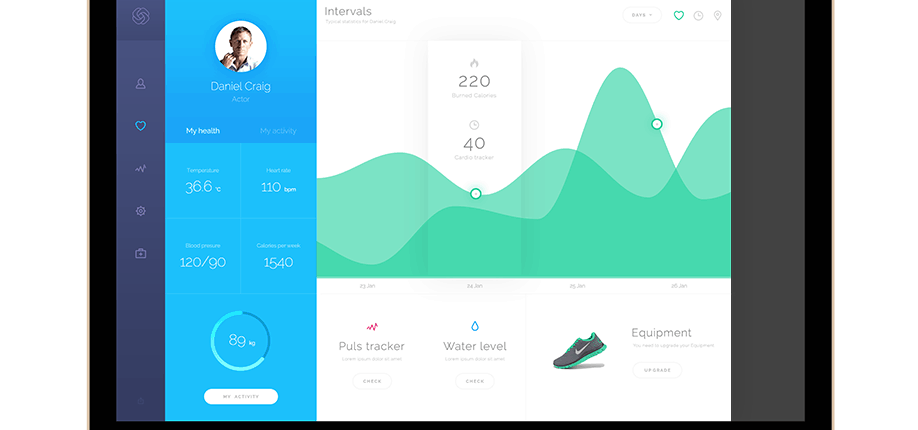 Daniel Craig
Actor
My health
My activity
Temperature
36.6 °C
Heart rate
110 bpm
Blood presure
120/90
Calories per week
1540
89 kg
MY ACTIVITY
Intervals
Typical statistics for Daniel Craig
DAYS
220
Burned Calories
40
Cardio tracker
23 Jan
24 Jan
25 Jan
26 Jan
Puls tracker
Lorem ipsum dolor sit amet
CHECK
Water level
Lorem ipsum dolor sit amet
CHECK
Equipment
You need to upgrade your Equipment
UPGRADE